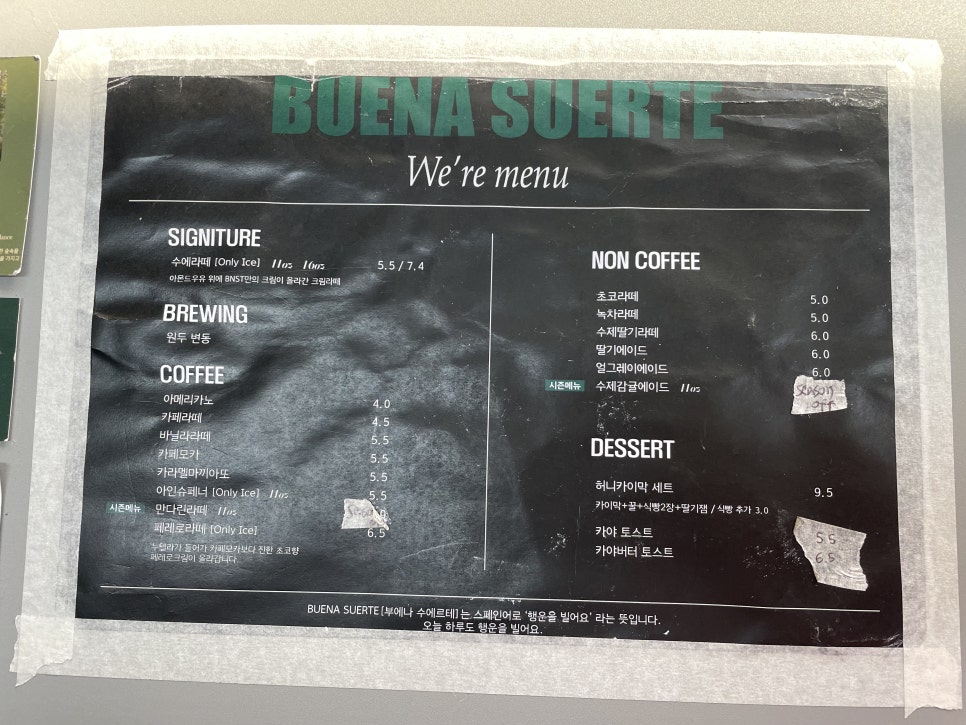 BUENA SUERTE
We're menu
SIGNITURE
수에라떼 [Only Ice] 11oz 16oz 5.5 / 7.4
아몬드우유 위에 BNST만의 크림이 올라간 크림라떼
BREWING
원두 변동
COFFEE
아메리카노 4.0
카페라떼 4.5
바닐라라떼 5.5
카페모카 5.5
카라멜마끼아또 5.5
아인슈페너 [Only Ice] 11oz 5.5
시즌메뉴 만다린라떼 11oz
페레로라떼 [Only Ice] 6.5
누텔라가 들어가 카페모카보다 진한 초코향
페레로크림이 올라갑니다.
NON COFFEE
초코라떼 5.0
녹차라떼 5.0
수제딸기라떼 6.0
딸기에이드 6.0
얼그레이에이드 6.0
시즌메뉴 수제감귤에이드 11oz season
off
DESSERT
허니카이막 세트 9.5
카이막+꿀+식빵2장+딸기잼 / 식빵 추가 3.0
카야 토스트 5.5
카야버터 토스트 6.5
BUENA SUERTE [부에나 수에르테]는 스페인어로 '행운을 빌어요' 라는 뜻입니다.
오늘 하루도 행운을 빌어요.